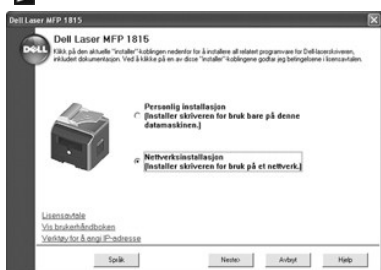 Dell Laser MFP 1815
DELL
Dell Laser MFP 1815
Klikk på den aktuelle "installer"-koblingen nedenfor for å installere all relatert programvare for Dell-laserskriveren,
inkludert dokumentasjon. Ved å klikke på en av disse "installer"-koblingene godtar jeg betingelsene i lisensavtalen.
Personlig installasjon
(Installer skriveren for bruk bare på denne
datamaskinen.)
Nettverksinstallasjon
(Installer skriveren for bruk på et nettverk.)
Lisensavtale
Vis brukerhåndboken
Verktøy for å angi IP-adresse
Språk
Neste>
Avbryt
Hjelp